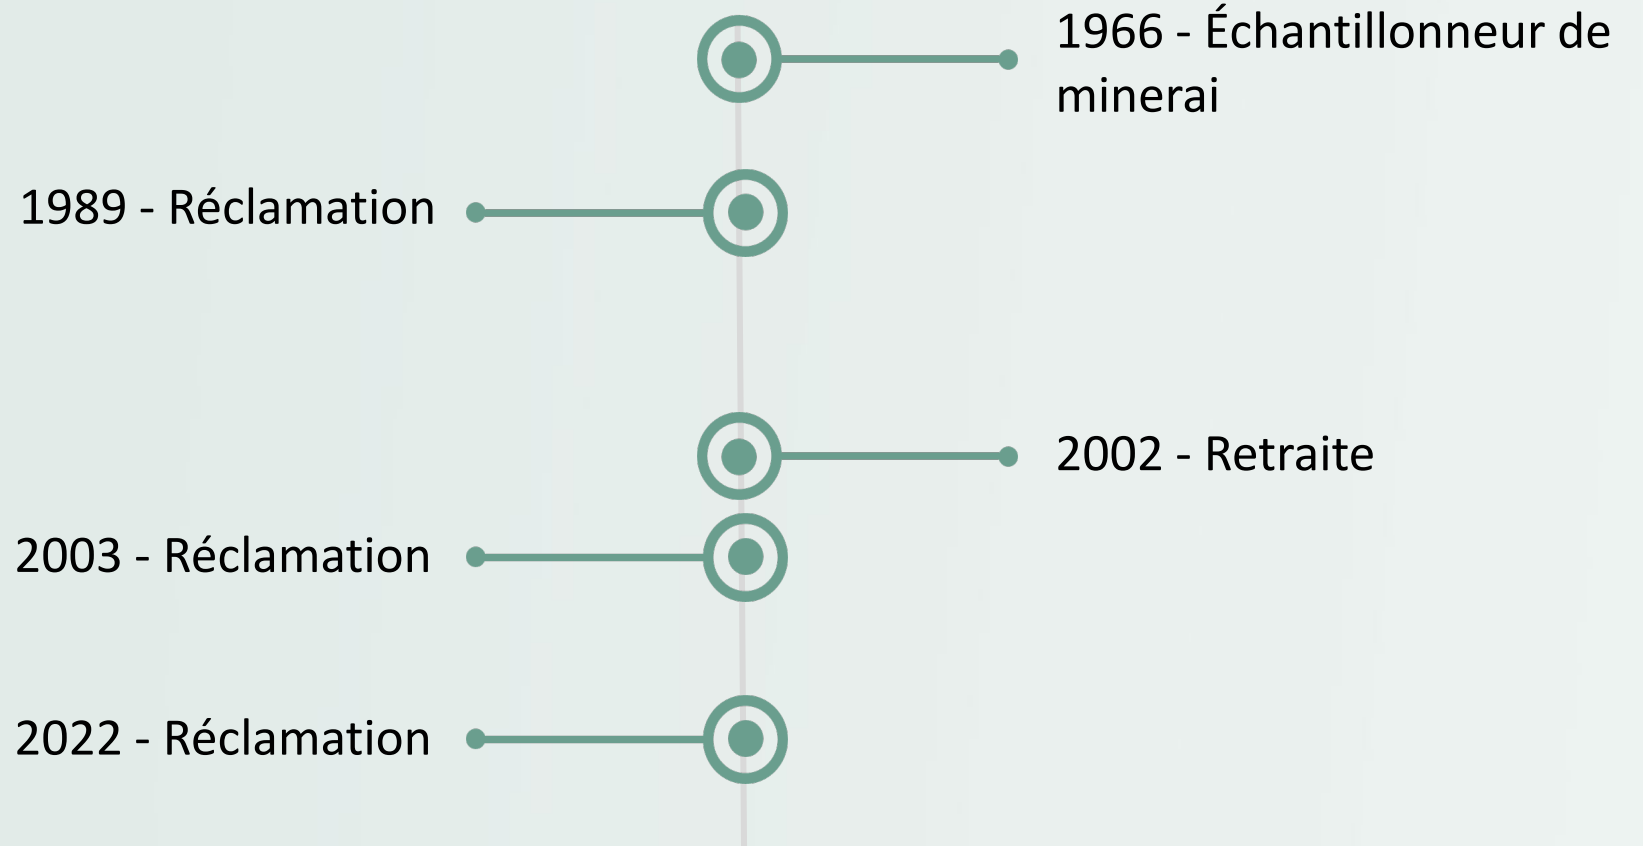 1966 - Échantillonneur de
minerai
1989 - Réclamation
2002 - Retraite
2003 - Réclamation
2022 - Réclamation